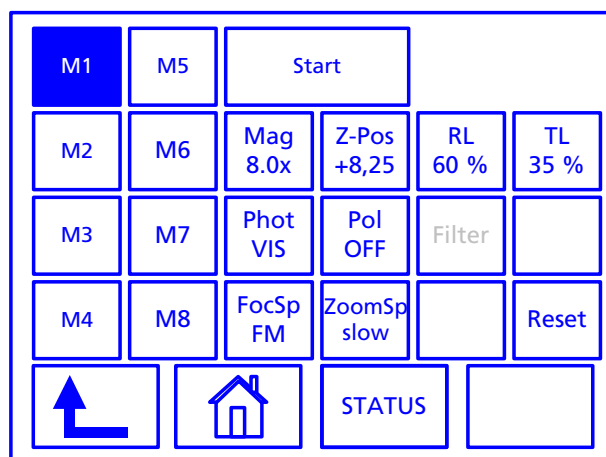 M1 M5 Start
M2 M6 Mag 8.0x Z-Pos +8,25 RL 60 % TL 35 %
M3 M7 Phot VIS Pol OFF Filter
M4 M8 FocSp FM ZoomSp slow Reset
STATUS